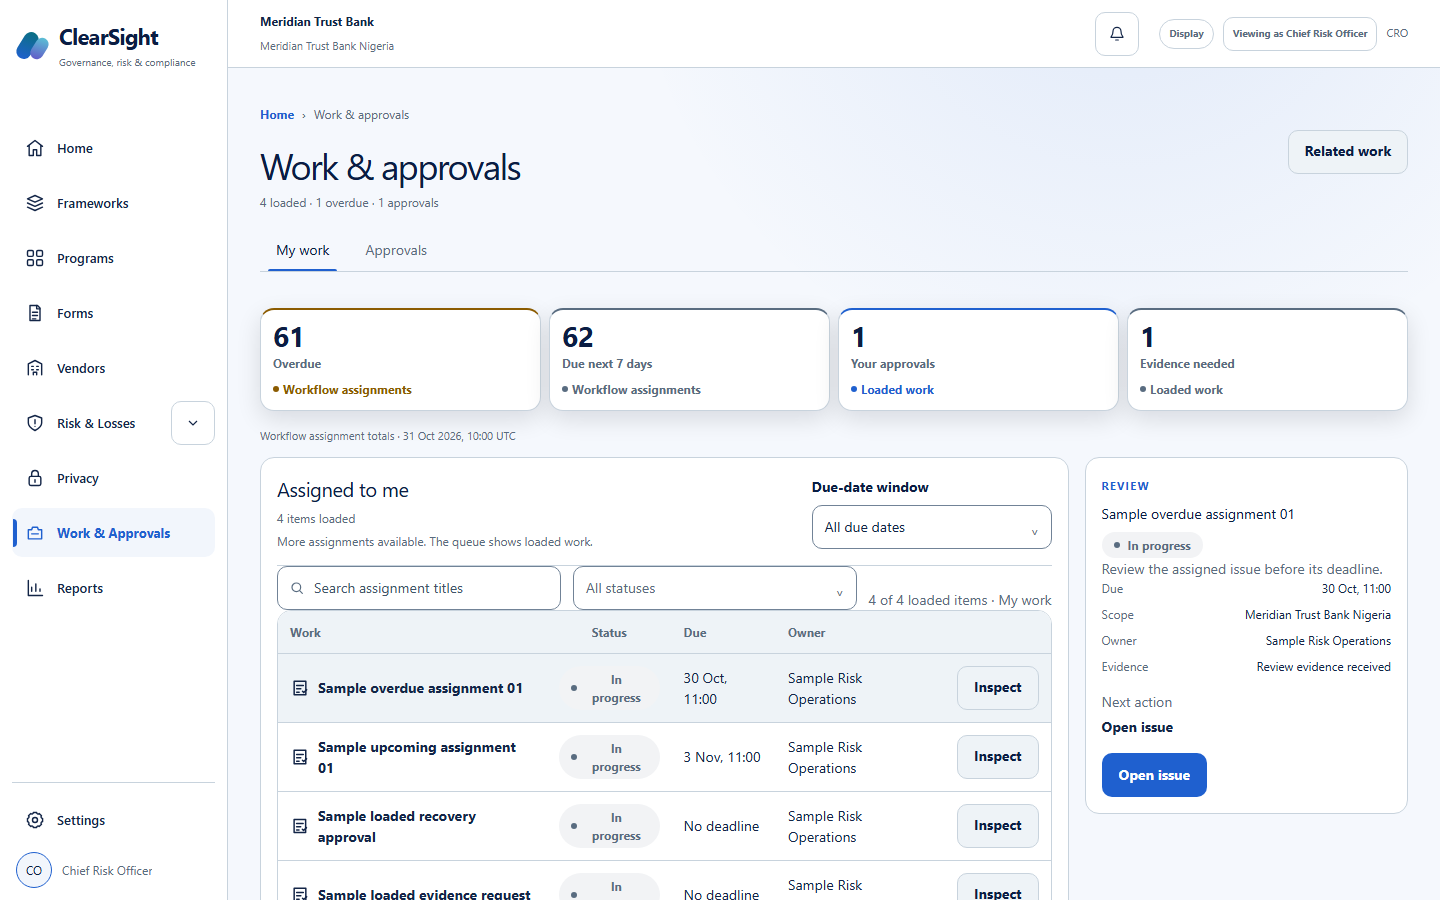 ClearSight
Governance, risk & compliance
Home
Frameworks
Programs
Forms
Vendors
Risk & Losses
Privacy
Work & Approvals
Reports
Settings
CO
Chief Risk Officer
Meridian Trust Bank
Meridian Trust Bank Nigeria
Display
Viewing as Chief Risk Officer
CRO
Home › Work & approvals
Work & approvals
4 loaded · 1 overdue · 1 approvals
Related work
My work
Approvals
61
Overdue
Workflow assignments
62
Due next 7 days
Workflow assignments
1
Your approvals
Loaded work
1
Evidence needed
Loaded work
Workflow assignment totals · 31 Oct 2026, 10:00 UTC
Assigned to me
4 items loaded
More assignments available. The queue shows loaded work.
Due-date window
All due dates
Search assignment titles
All statuses
4 of 4 loaded items · My work
Work
Status
Due
Owner
Sample overdue assignment 01
In
progress
30 Oct,
11:00
Sample Risk
Operations
Inspect
Sample upcoming assignment
01
In
progress
3 Nov, 11:00
Sample Risk
Operations
Inspect
Sample loaded recovery
approval
In
progress
No deadline
Sample Risk
Operations
Inspect
Sample loaded evidence request
In
No deadline
Sample Risk
Inspect
REVIEW
Sample overdue assignment 01
In progress
Review the assigned issue before its deadline.
Due
30 Oct, 11:00
Scope
Meridian Trust Bank Nigeria
Owner
Sample Risk Operations
Evidence
Review evidence received
Next action
Open issue
Open issue